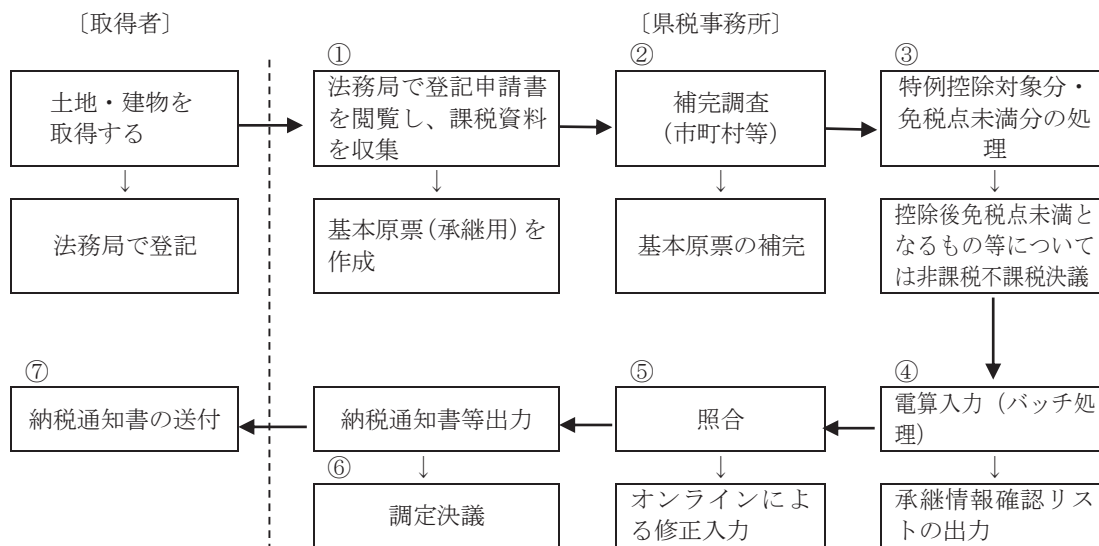 〔取得者〕
〔県税事務所〕
土地・建物を
取得する
↓
法務局で登記
①
法務局で登記申請書
を閲覧し、課税資料
を収集
↓
基本原票(承継用)を
作成
②
補完調査
(市町村等)
↓
基本原票の補完
③
特例控除対象分・
免税点未満分の処
理
↓
控除後免税点未満と
なるもの等について
は非課税不課税決議
④
電算入力(バッチ処
理)
↓
承継情報確認リス
トの出力
⑤
照合
↓
オンラインによ
る修正入力
納税通知書等出力
↓
⑥
調定決議
⑦
納税通知書の送付